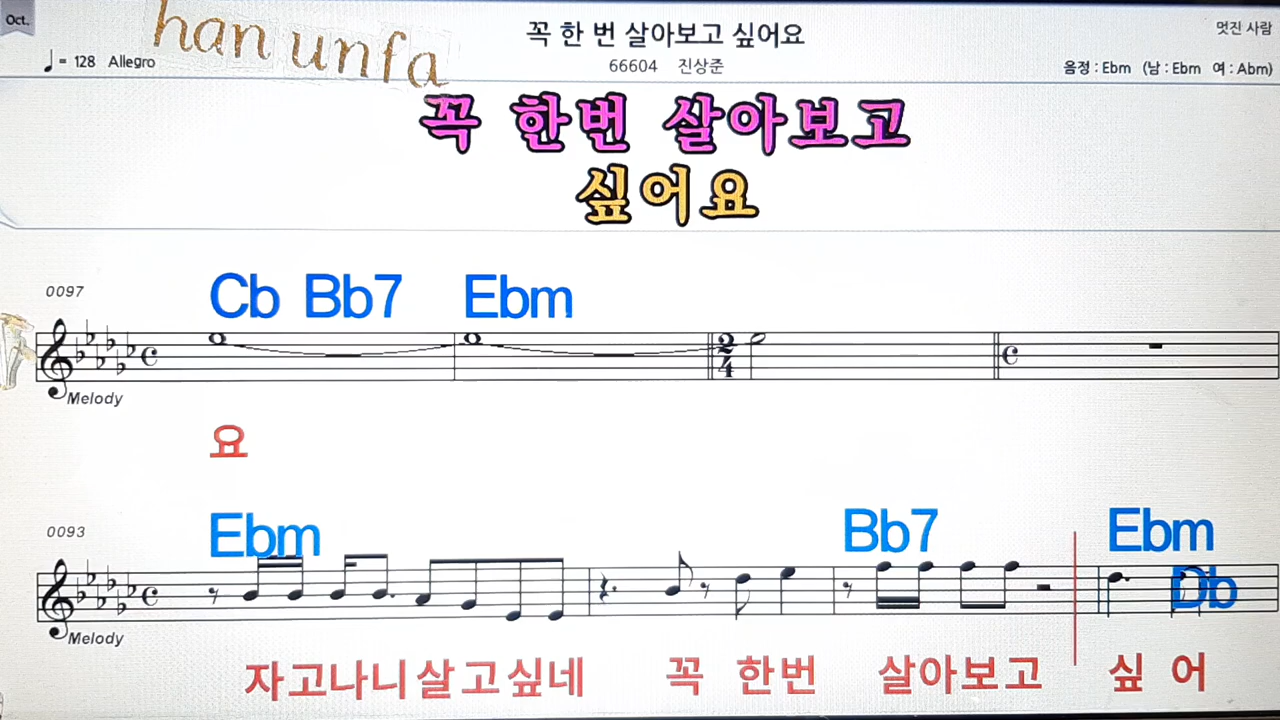 Oct.
han unfa
꼭 한 번 살아보고 싶어요
멋진 사람
♩ = 128 Allegro
66604 진상준
음정 : Ebm (남 : Ebm 여 : Abm)
꼭 한번 살아보고
싶어요
0097
Cb Bb7 Ebm
2
4
Melody
요
0093
Ebm Bb7 Ebm
Db
Melody
자고나니살고싶네 꼭 한번 살아보고 싶 어